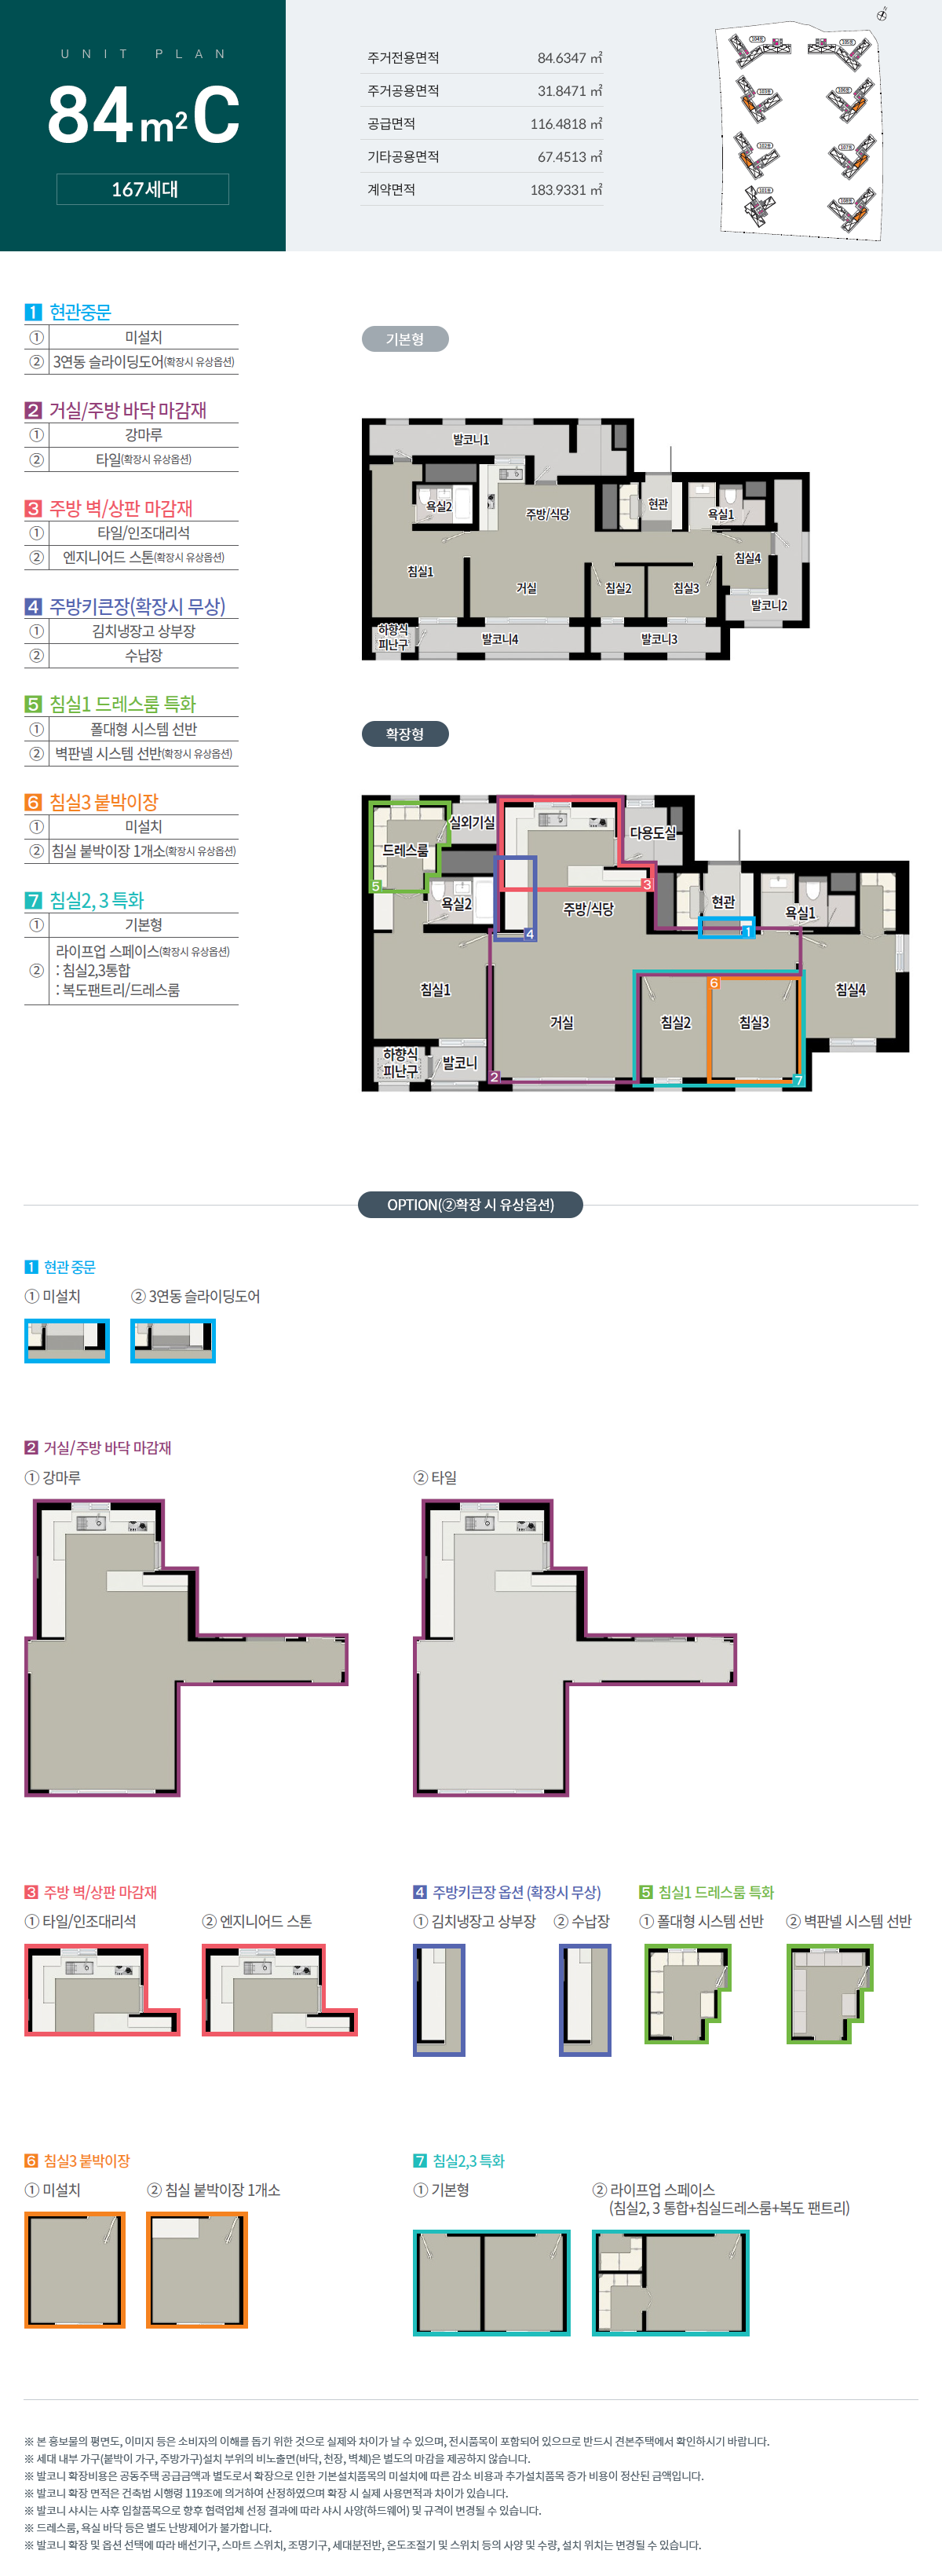 UNIT PLAN
84m²C
167세대
주거전용면적 84.6347 ㎡
주거공용면적 31.8471 ㎡
공급면적 116.4818 ㎡
기타공용면적 67.4513 ㎡
계약면적 183.9331 ㎡
104동
105동
103동
106동
102동
107동
101동
108동
1 현관중문
① 미설치
② 3연동 슬라이딩도어(확장시 유상옵션)
2 거실/주방 바닥 마감재
① 강마루
② 타일(확장시 유상옵션)
3 주방 벽/상판 마감재
① 타일/인조대리석
② 엔지니어드 스톤(확장시 유상옵션)
4 주방키큰장(확장시 무상)
① 김치냉장고 상부장
② 수납장
5 침실1 드레스룸 특화
① 폴대형 시스템 선반
② 벽판넬 시스템 선반(확장시 유상옵션)
6 침실3 붙박이장
① 미설치
② 침실 붙박이장 1개소(확장시 유상옵션)
7 침실2, 3 특화
① 기본형
② 라이프업 스페이스(확장시 유상옵션)
: 침실2,3통합
: 복도팬트리/드레스룸
기본형
발코니1
욕실2
주방/식당
현관
욕실1
침실1
거실
침실2
침실3
침실4
발코니2
하향식
피난구
발코니4
발코니3
확장형
실외기실
드레스룸
다용도실
5
3
욕실2
주방/식당
현관
욕실1
4
1
침실1
거실
침실2
6
침실3
침실4
하향식
피난구
발코니
2
7
OPTION(②확장 시 유상옵션)
1 현관 중문
① 미설치 ② 3연동 슬라이딩도어
2 거실/주방 바닥 마감재
① 강마루 ② 타일
3 주방 벽/상판 마감재
① 타일/인조대리석 ② 엔지니어드 스톤
4 주방키큰장 옵션 (확장시 무상)
① 김치냉장고 상부장 ② 수납장
5 침실1 드레스룸 특화
① 폴대형 시스템 선반 ② 벽판넬 시스템 선반
6 침실3 붙박이장
① 미설치 ② 침실 붙박이장 1개소
7 침실2,3 특화
① 기본형 ② 라이프업 스페이스
(침실2, 3 통합+침실드레스룸+복도 팬트리)
※ 본 홍보물의 평면도, 이미지 등은 소비자의 이해를 돕기 위한 것으로 실제와 차이가 날 수 있으며, 전시품목이 포함되어 있으므로 반드시 견본주택에서 확인하시기 바랍니다.
※ 세대 내부 가구(붙박이 가구, 주방가구)설치 부위의 비노출면(바닥, 천장, 벽체)은 별도의 마감을 제공하지 않습니다.
※ 발코니 확장비용은 공동주택 공급금액과 별도로서 확장으로 인한 기본설치품목의 미설치에 따른 감소 비용과 추가설치품목 증가 비용이 정산된 금액입니다.
※ 발코니 확장 면적은 건축법 시행령 119조에 의거하여 산정하였으며 확장 시 실제 사용면적과 차이가 있습니다.
※ 발코니 샤시는 사후 입찰품목으로 향후 협력업체 선정 결과에 따라 샤시 사양(하드웨어) 및 규격이 변경될 수 있습니다.
※ 드레스룸, 욕실 바닥 등은 별도 난방제어가 불가합니다.
※ 발코니 확장 및 옵션 선택에 따라 배선기구, 스마트 스위치, 조명기구, 세대분전반, 온도조절기 및 스위치 등의 사양 및 수량, 설치 위치는 변경될 수 있습니다.